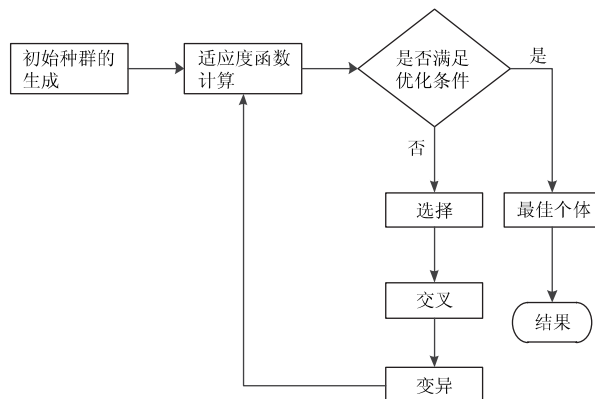 初始种群的
生成
适应度函数
计算
是否满足
优化条件
是
否
选择
最佳个体
交叉
结果
变异